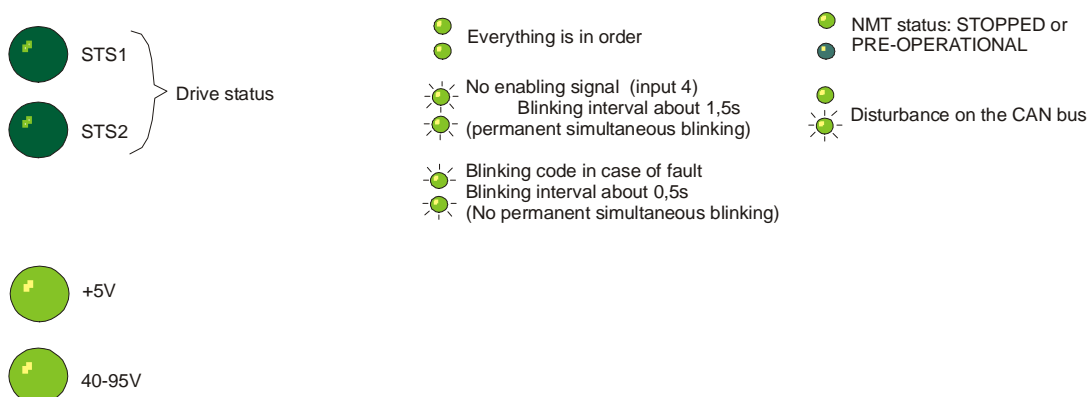 STS1
STS2
Drive status
Everything is in order
No enabling signal (input 4)
Blinking interval about 1,5s
(permanent simultaneous blinking)
Blinking code in case of fault
Blinking interval about 0,5s
(No permanent simultaneous blinking)
NMT status: STOPPED or
PRE-OPERATIONAL
Disturbance on the CAN bus
+5V
40-95V